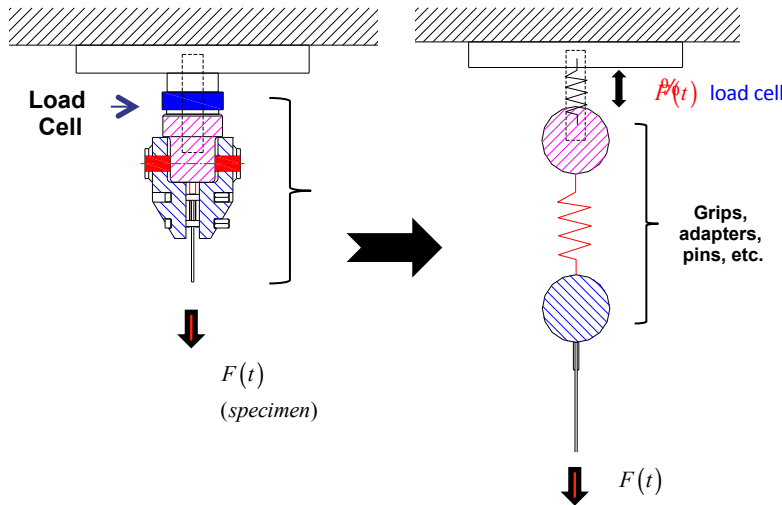 Load
Cell
F(t)
(specimen)
(t) load cell
Grips,
adapters,
pins, etc.
F(t)